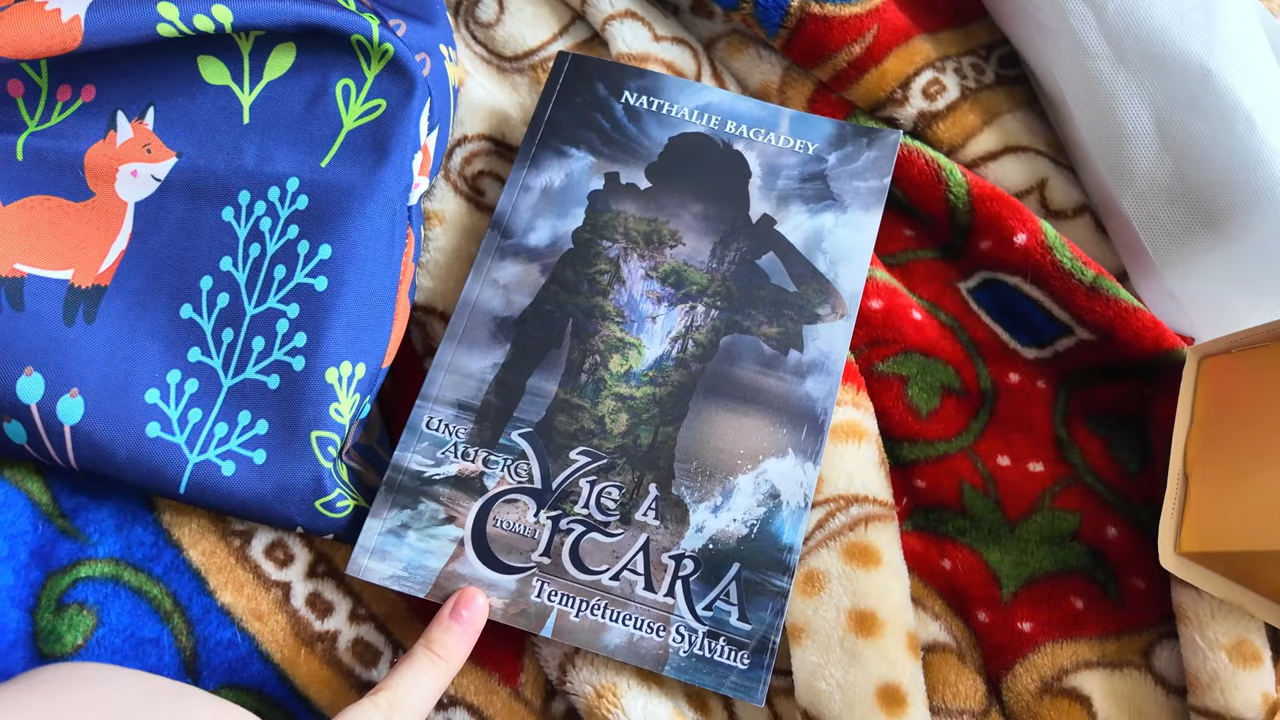 NATHALIE BAGADEY
UNE
AUTRE
VIE À
TOME 1
CITARA
Tempétueuse Sylvine